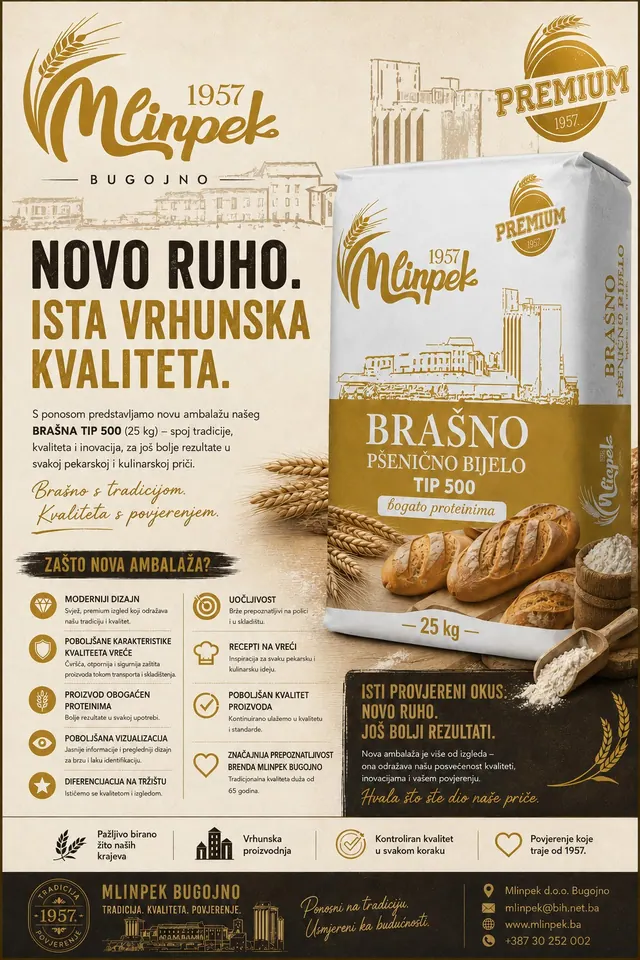 1957
Mlinpek
BUGOJNO
PREMIUM
1957.
NOVO RUHO.
ISTA VRHUNSKA
KVALITETA.
S ponosom predstavljamo novu ambalažu našeg
BRAŠNA TIP 500 (25 kg) – spoj tradicije,
kvaliteta i inovacija, za još bolje rezultate u
svakoj pekarskoj i kulinarskoj priči.
Brašno s tradicijom.
Kvaliteta s povjerenjem.
PREMIUM
1957.
1957
Mlinpek
BRAŠNO
PŠENIČNO BIJELO
TIP 500
bogato proteinima
25 kg
BRAŠNO
PŠENIČNO BIJELO
Mlinpek
ZAŠTO NOVA AMBALAŽA?
MODERNIJI DIZAJN
Svjež, premium izgled koji odražava
našu tradiciju i kvalitet.
POBOLJŠANE KARAKTERISTIKE
KVALITEETA VREĆE
Čvršća, otpornija i sigurnija zaštita
proizvoda tokom transporta i skladištenja.
PROIZVOD OBOGAĆEN
PROTEINIMA
Bolje rezultate u svakoj upotrebi.
POBOLJŠANA VIZUALIZACIJA
Jasnije informacije i pregledniji dizajn
za brzu i laku identifikaciju.
DIFERENCIJACIJA NA TRŽIŠTU
Ističemo se kvalitetom i izgledom.
UOČLJIVOST
Brže prepoznatljivi na polici
i u skladištu.
RECEPTI NA VREĆI
Inspiracija za svaku pekarsku i
kulinarsku ideju.
POBOLJŠAN KVALITET
PROIZVODA
Kontinuirano ulažemo u kvalitetu
i standarde.
ZNAČAJNIJA PREPOZNATLJIVOST
BRENDA MLINPEK BUGOJNO
Tradicionalna kvaliteta duža od
65 godina.
ISTI PROVJERENI OKUS.
NOVO RUHO.
JOŠ BOLJI REZULTATI.
Nova ambalaža je više od izgleda –
ona odražava našu posvećenost kvaliteti,
inovacijama i vašem povjerenju.
Hvala što ste dio naše priče.
Pažljivo birano
žito naših
krajeva
Vrhunska
proizvodnja
Kontroliran kvalitet
u svakom koraku
Povjerenje koje
traje od 1957.
TRADICIJA
1957.
POVJERENJE
MLINPEK BUGOJNO
TRADICIJA. KVALITETA. POVJERENJE.
Ponosni na tradiciju.
Usmjereni ka budućnosti.
Mlinpek d.o.o. Bugojno
mlinpek@bih.net.ba
www.mlinpek.ba
+387 30 252 002